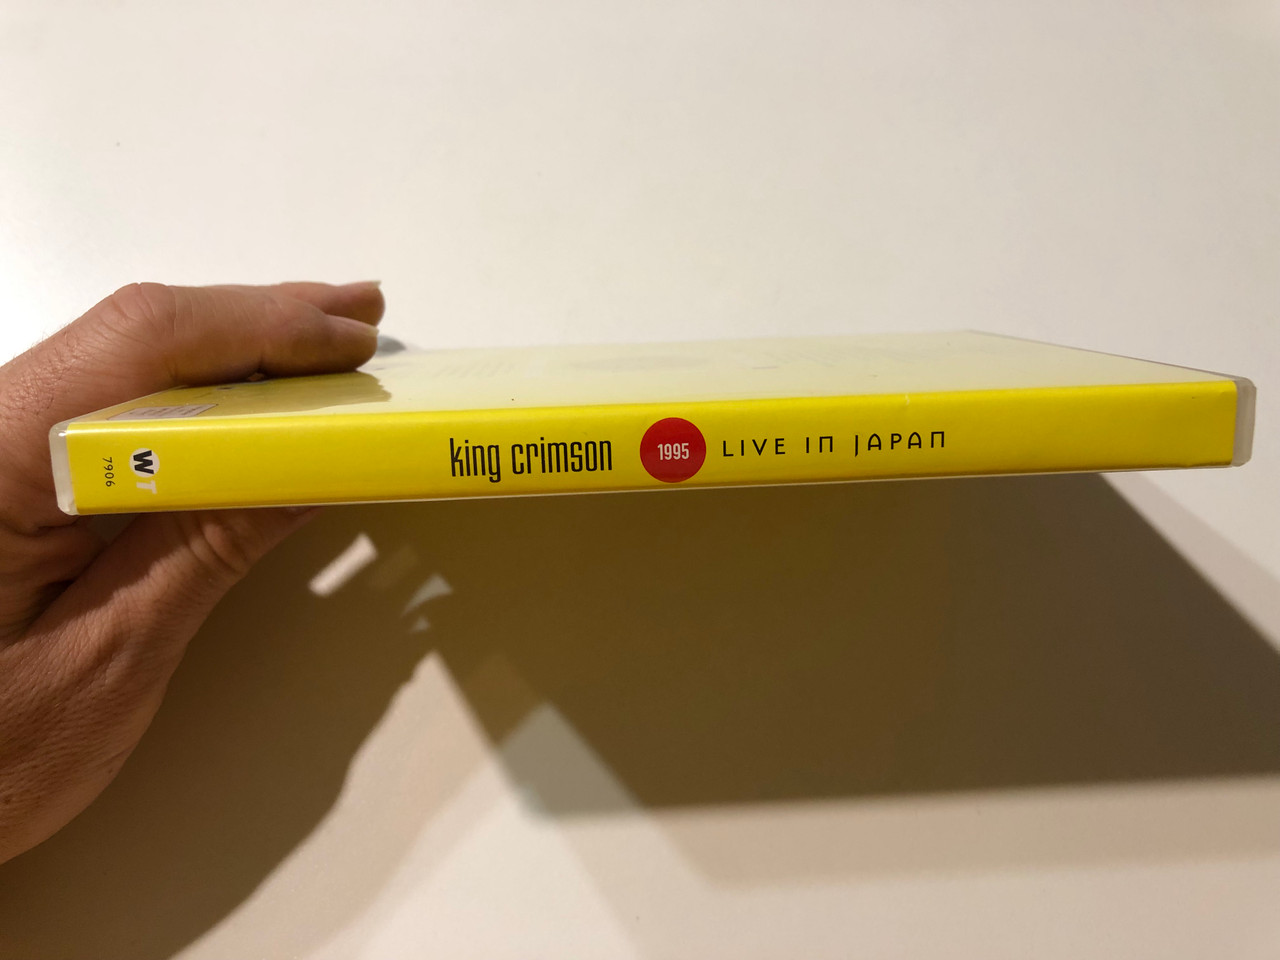 7906
WT
king crimson 1995 LIVE IN JAPAN